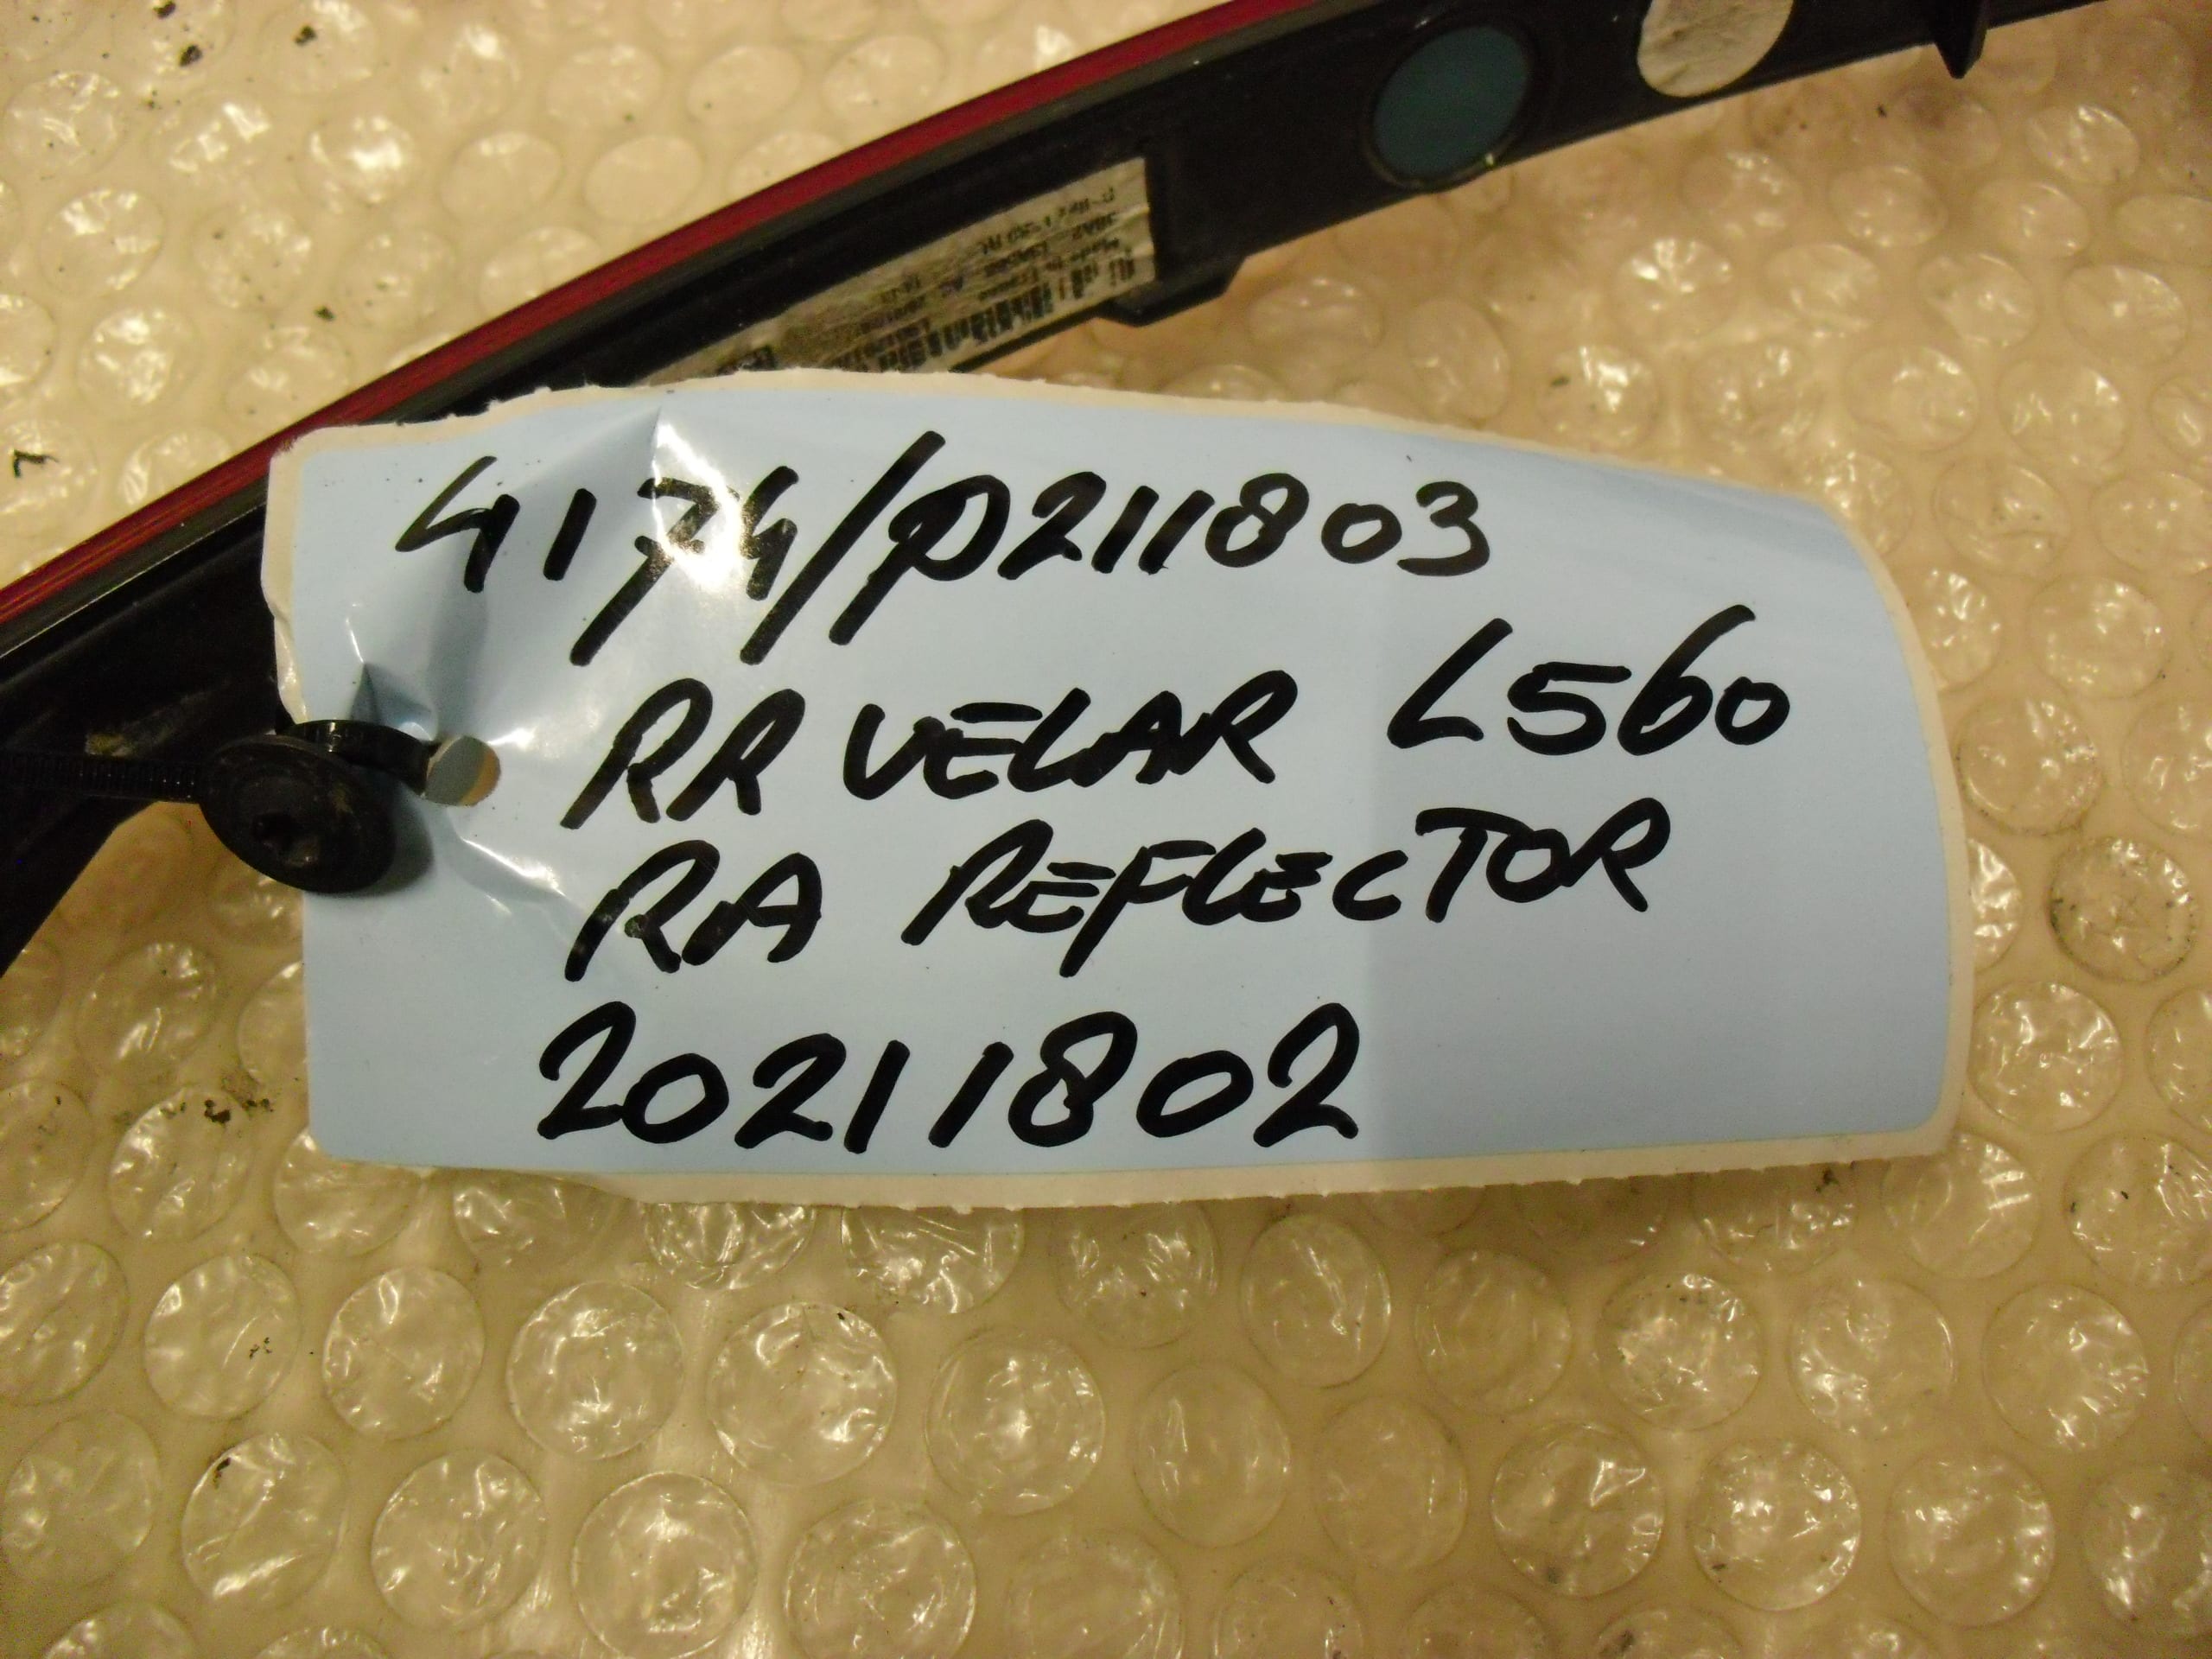 4174/P211803
RR VELAR L560
RA REFLECTOR
20211802